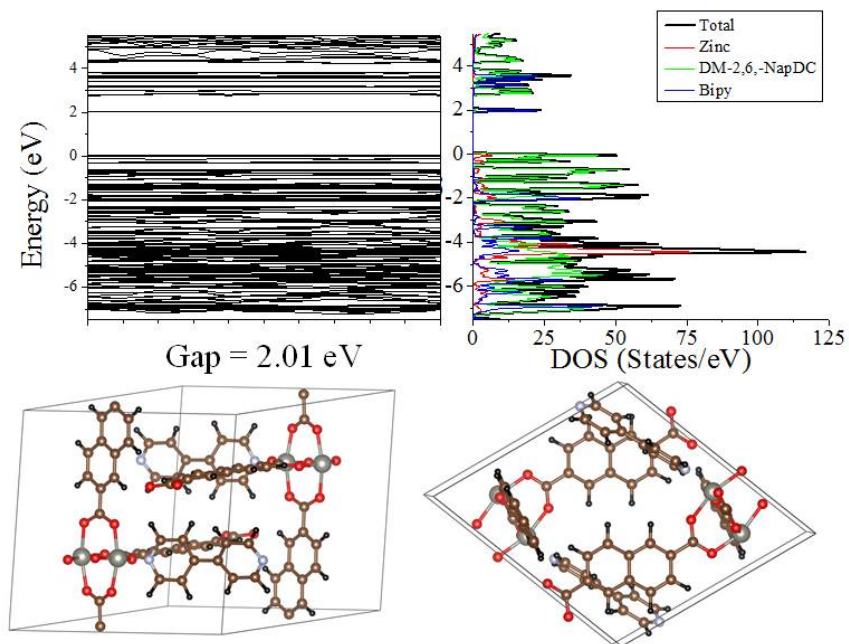 4
2
0
-2
-4
-6
Energy (eV)
Gap = 2.01 eV
Total
Zinc
DM-2,6,-NapDC
Bipy
4
2
0
-2
-4
-6
0
25
50
75
100
125
DOS (States/eV)